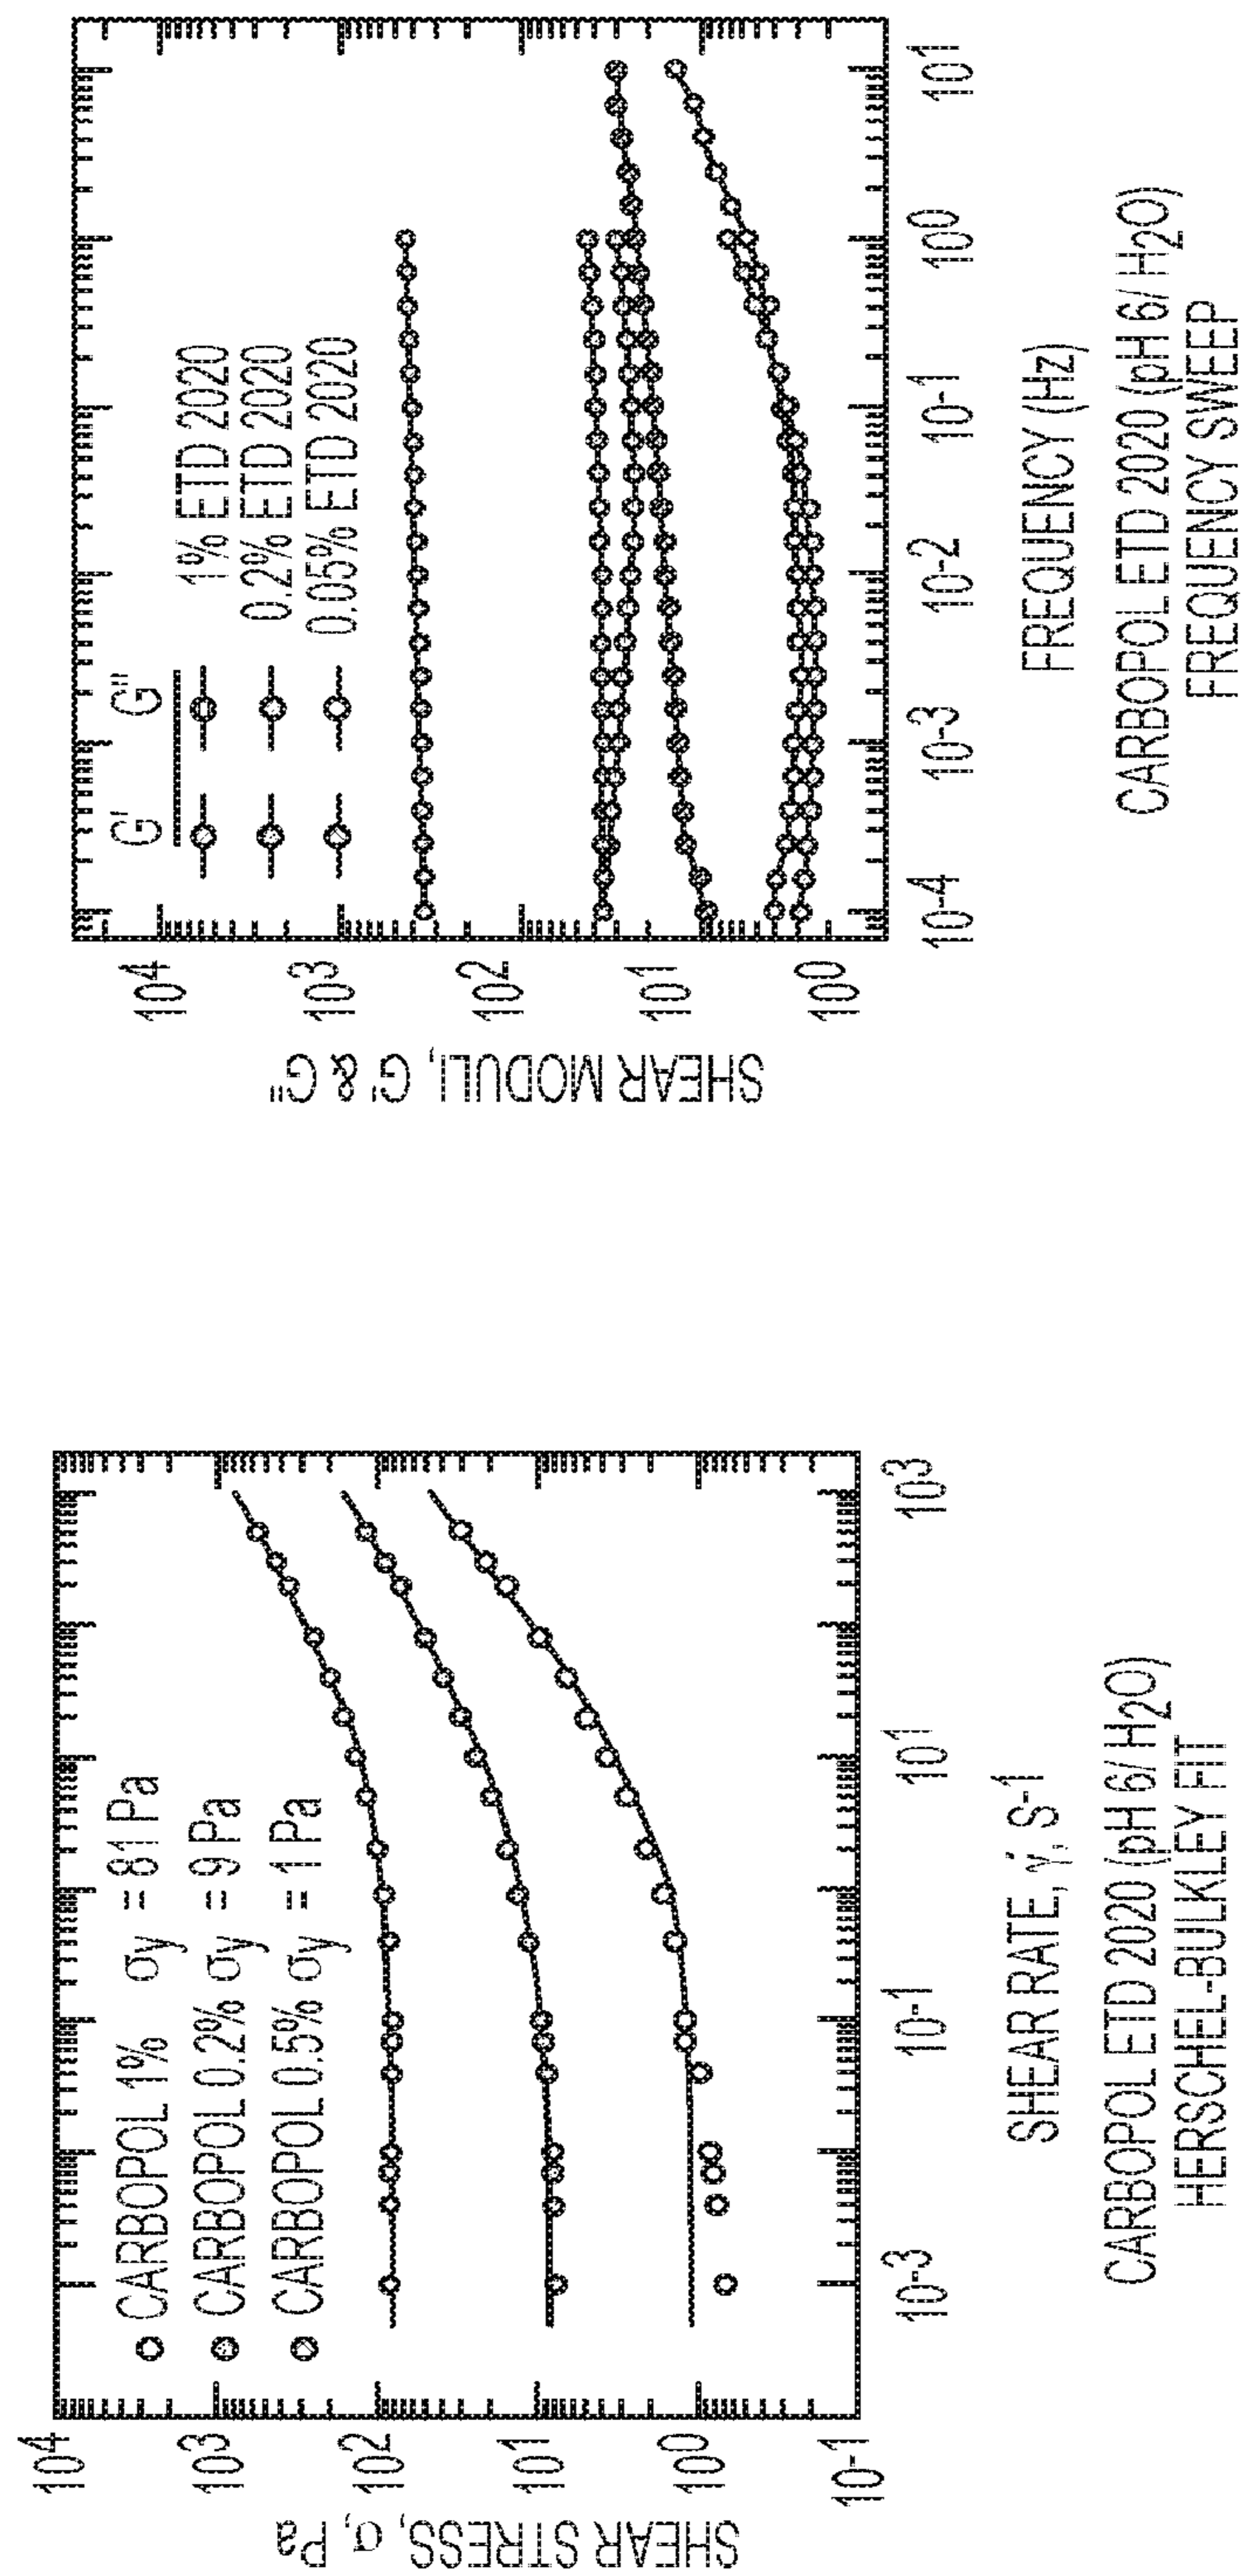 SHEAR STRESS, σ, Pa
10⁴
10³
10²
10¹
10⁰
10⁻¹
CARBOPOL 1% σy = 81 Pa
CARBOPOL 0.2% σy = 9 Pa
CARBOPOL 0.5% σy = 1 Pa
10⁻³
10⁻¹
10¹
10³
SHEAR RATE, γ̇, S⁻¹
CARBOPOL ETD 2020 (pH 6/ H₂O)
HERSCHEL-BULKLEY FIT
SHEAR MODULI, G' & G"
10⁴
10³
10²
10¹
10⁰
G' G"
1% ETD 2020
0.2% ETD 2020
0.05% ETD 2020
10⁻⁴
10⁻³
10⁻²
10⁻¹
10⁰
10¹
FREQUENCY (Hz)
CARBOPOL ETD 2020 (pH 6/ H₂O)
FREQUENCY SWEEP